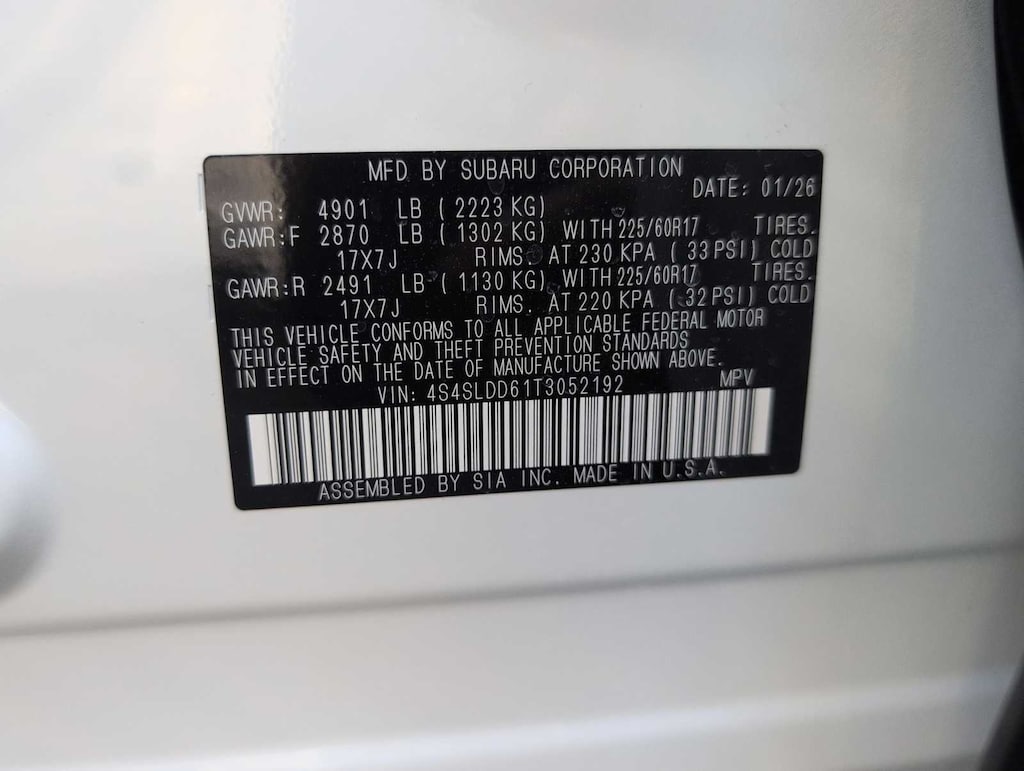 MFD BY SUBARU CORPORATION
DATE: 01/26
GVWR: 4901 LB ( 2223 KG)
GAWR:F 2870 LB ( 1302 KG) WITH 225/60R17 TIRES.
17X7J RIMS. AT 230 KPA ( 33 PSI) COLD
GAWR:R 2491 LB ( 1130 KG) WITH 225/60R17 TIRES.
17X7J RIMS. AT 220 KPA ( 32 PSI) COLD
THIS VEHICLE CONFORMS TO ALL APPLICABLE FEDERAL MOTOR
VEHICLE SAFETY AND THEFT PREVENTION STANDARDS
IN EFFECT ON THE DATE OF MANUFACTURE SHOWN ABOVE.
VIN: 4S4SLDD61T3052192 MPV
ASSEMBLED BY SIA INC. MADE IN U.S.A.